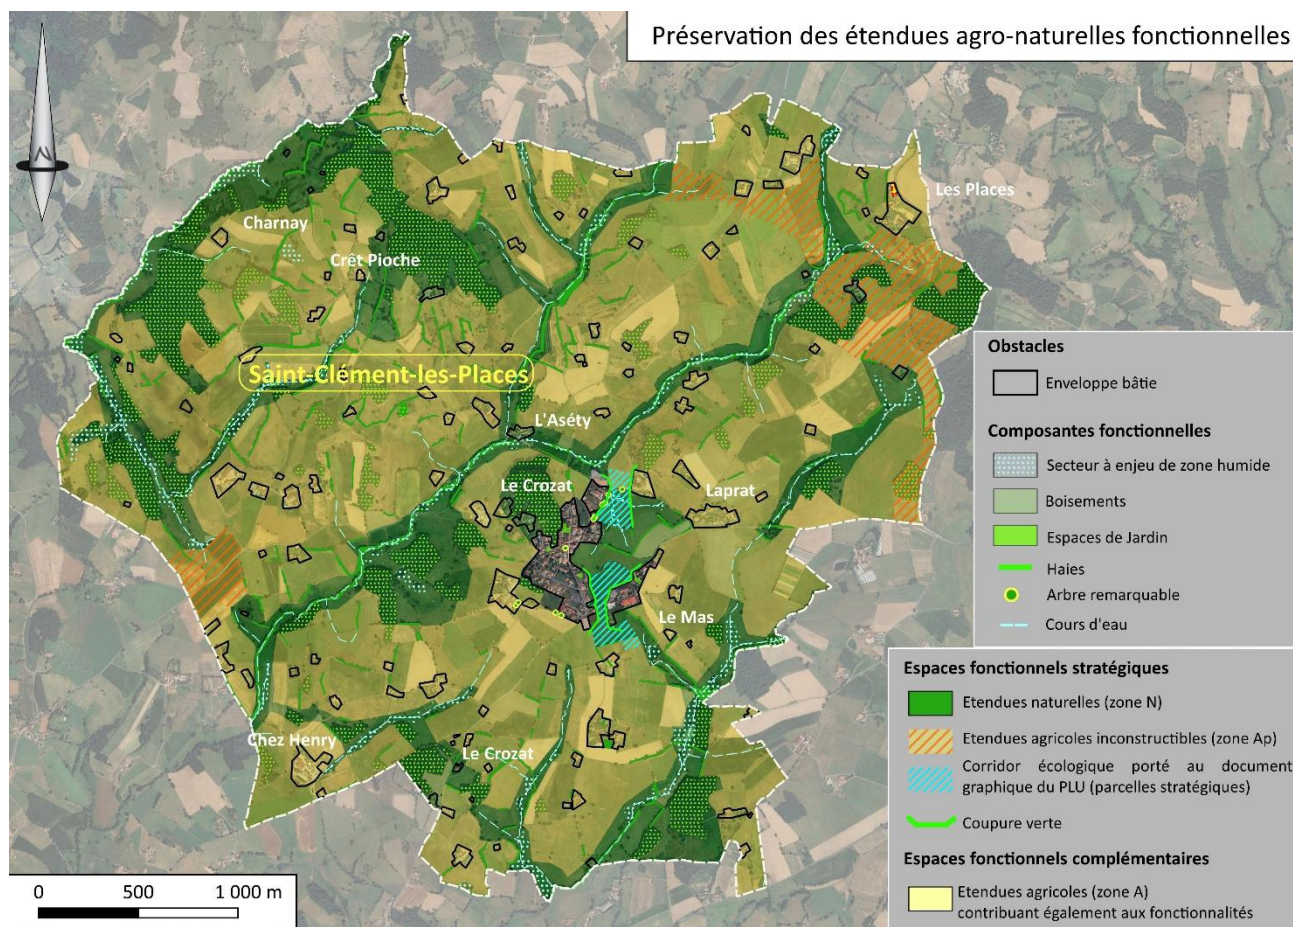 Préservation des étendues agro-naturelles fonctionnelles
N
Les Places
Charnay
Crêt Pioche
Saint-Clément-les-Places
L'Aséty
Le Crozat
Laprat
Le Mas
Chez Henry
Le Crozat
Obstacles
Enveloppe bâtie
Composantes fonctionnelles
Secteur à enjeu de zone humide
Boisements
Espaces de Jardin
Haies
Arbre remarquable
Cours d'eau
Espaces fonctionnels stratégiques
Etendues naturelles (zone N)
Etendues agricoles inconstructibles (zone Ap)
Corridor écologique porté au document
graphique du PLU (parcelles stratégiques)
Coupure verte
Espaces fonctionnels complémentaires
Etendues agricoles (zone A)
contribuant également aux fonctionnalités
0 500 1 000 m